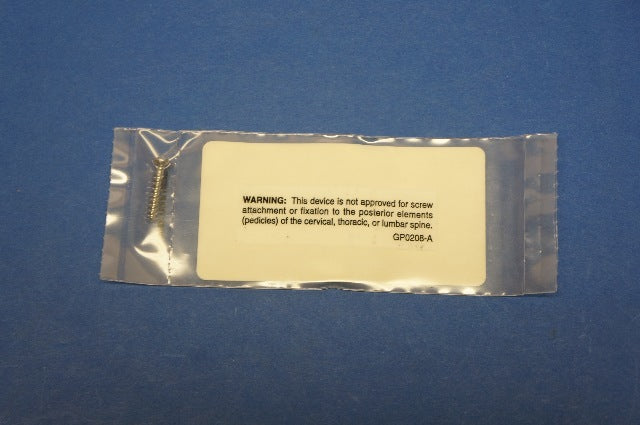 WARNING: This device is not approved for screw
attachment or fixation to the posterior elements
(pedicles) of the cervical, thoracic, or lumbar spine.
GP0208-A